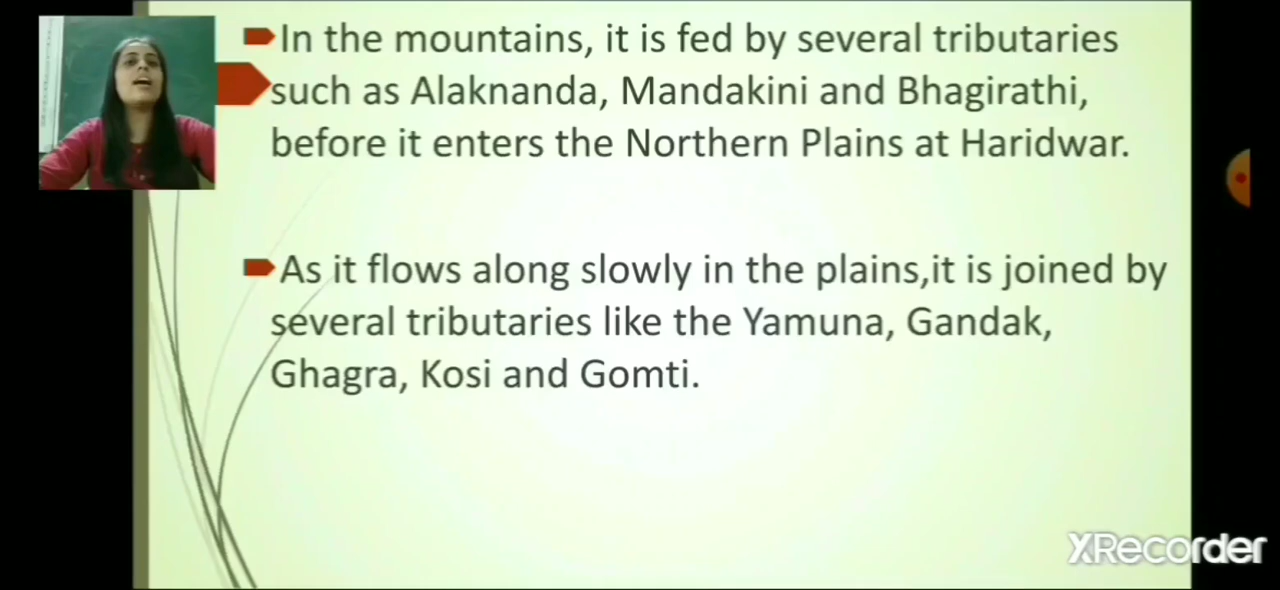 In the mountains, it is fed by several tributaries
such as Alaknanda, Mandakini and Bhagirathi,
before it enters the Northern Plains at Haridwar.
As it flows along slowly in the plains,it is joined by
several tributaries like the Yamuna, Gandak,
Ghagra, Kosi and Gomti.
XRecorder